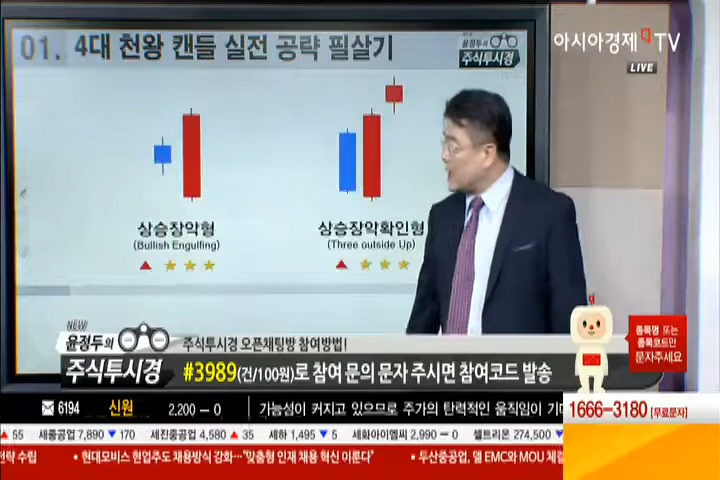 01. 4대 천왕 캔들 실전 공략 필살기
윤정두의
주식투시경
아시아경제TV
LIVE
상승장악형
(Bullish Engulfing)
상승장악확인형
(Three outside Up)
NEW
윤정두의
주식투시경
주식투시경 오픈채팅방 참여방법!
#3989(건/100원)로 참여 문의 문자 주시면 참여코드 발송
종목명 또는
종목코드만
문자주세요
1666-3180 [무료문자]
6194 신원 2,200 - 0 가능성이 커지고 있으므로 주가의 탄력적인 움직임이
▲ 55 세중공업 7,890 ▼ 170 세진중공업 4,580 ▲ 35 세하 1,495 ▼ 5 세화아이엠씨 2,990 - 0 셀트리온 274,500 ▼
전략 수립 • 현대모비스 현업주도 채용방식 강화…"맞춤형 인재 채용 혁신 이룬다" • 두산중공업, 델 EMC와 MOU 체결